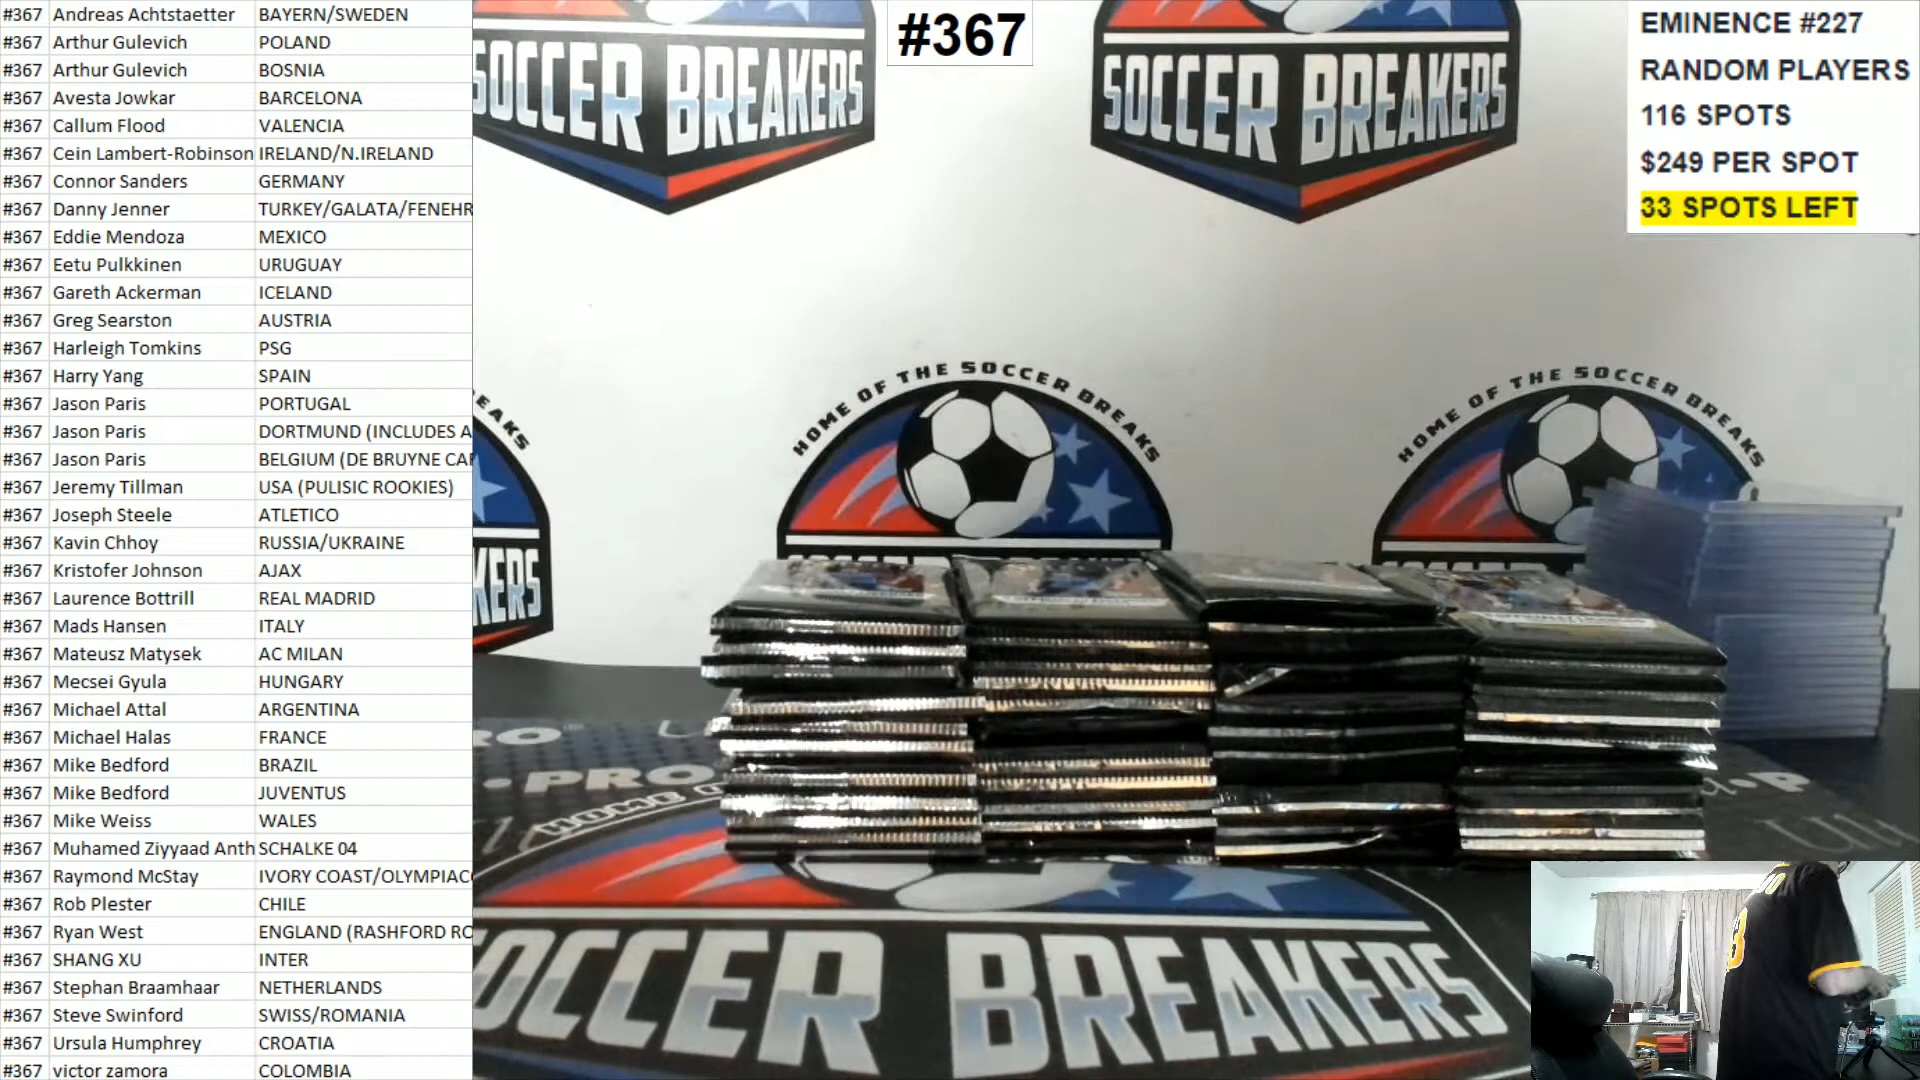 #367 Andreas Achtstaetter BAYERN/SWEDEN
#367 Arthur Gulevich POLAND
#367 Arthur Gulevich BOSNIA
#367 Avesta Jowkar BARCELONA
#367 Callum Flood VALENCIA
#367 Cein Lambert-Robinson IRELAND/N.IRELAND
#367 Connor Sanders GERMANY
#367 Danny Jenner TURKEY/GALATA/FENEHR
#367 Eddie Mendoza MEXICO
#367 Eetu Pulkkinen URUGUAY
#367 Gareth Ackerman ICELAND
#367 Greg Searston AUSTRIA
#367 Harleigh Tomkins PSG
#367 Harry Yang SPAIN
#367 Jason Paris PORTUGAL
#367 Jason Paris DORTMUND (INCLUDES A
#367 Jason Paris BELGIUM (DE BRUYNE CAR
#367 Jeremy Tillman USA (PULISIC ROOKIES)
#367 Joseph Steele ATLETICO
#367 Kavin Chhoy RUSSIA/UKRAINE
#367 Kristofer Johnson AJAX
#367 Laurence Bottrill REAL MADRID
#367 Mads Hansen ITALY
#367 Mateusz Matysek AC MILAN
#367 Mecsei Gyula HUNGARY
#367 Michael Attal ARGENTINA
#367 Michael Halas FRANCE
#367 Mike Bedford BRAZIL
#367 Mike Bedford JUVENTUS
#367 Mike Weiss WALES
#367 Muhamed Ziyyaad Anth SCHALKE 04
#367 Raymond McStay IVORY COAST/OLYMPIAC
#367 Rob Plester CHILE
#367 Ryan West ENGLAND (RASHFORD RO
#367 SHANG XU INTER
#367 Stephan Braamhaar NETHERLANDS
#367 Steve Swinford SWISS/ROMANIA
#367 Ursula Humphrey CROATIA
#367 victor zamora COLOMBIA
#367
EMINENCE #227
RANDOM PLAYERS
116 SPOTS
$249 PER SPOT
33 SPOTS LEFT
SOCCER BREAKERS
SOCCER BREAKERS
EAKS
KERS
HOME OF THE SOCCER BREAKS
HOME OF THE SOCCER BREAKS
OCCER BREAKERS